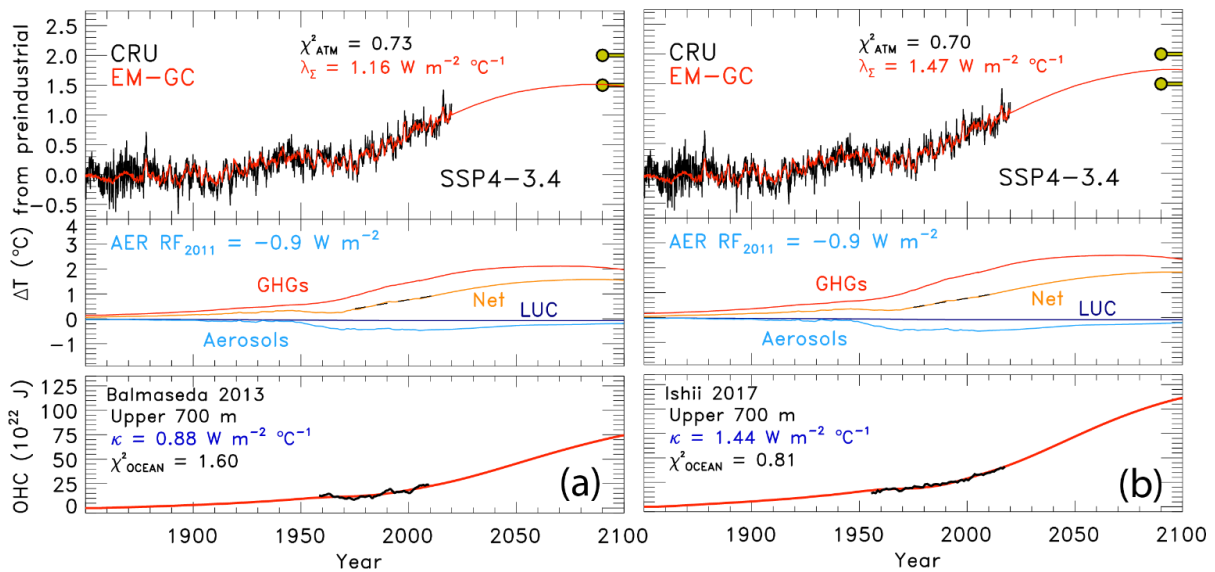 ΔT (°C) from preindustrial
2.5
2.0
1.5
1.0
0.5
0.0
−0.5
CRU
EM−GC
χ²ATM = 0.73
λΣ = 1.16 W m⁻² °C⁻¹
SSP4−3.4
4
3
2
1
0
−1
AER RF2011 = −0.9 W m⁻²
GHGs
Net
LUC
Aerosols
OHC (10²² J)
125
100
75
50
25
0
Balmaseda 2013
Upper 700 m
κ = 0.88 W m⁻² °C⁻¹
χ²OCEAN = 1.60
(a)
1900 1950 2000 2050 2100
Year
CRU
EM−GC
χ²ATM = 0.70
λΣ = 1.47 W m⁻² °C⁻¹
SSP4−3.4
AER RF2011 = −0.9 W m⁻²
GHGs
Net
LUC
Aerosols
Ishii 2017
Upper 700 m
κ = 1.44 W m⁻² °C⁻¹
χ²OCEAN = 0.81
(b)
1900 1950 2000 2050 2100
Year